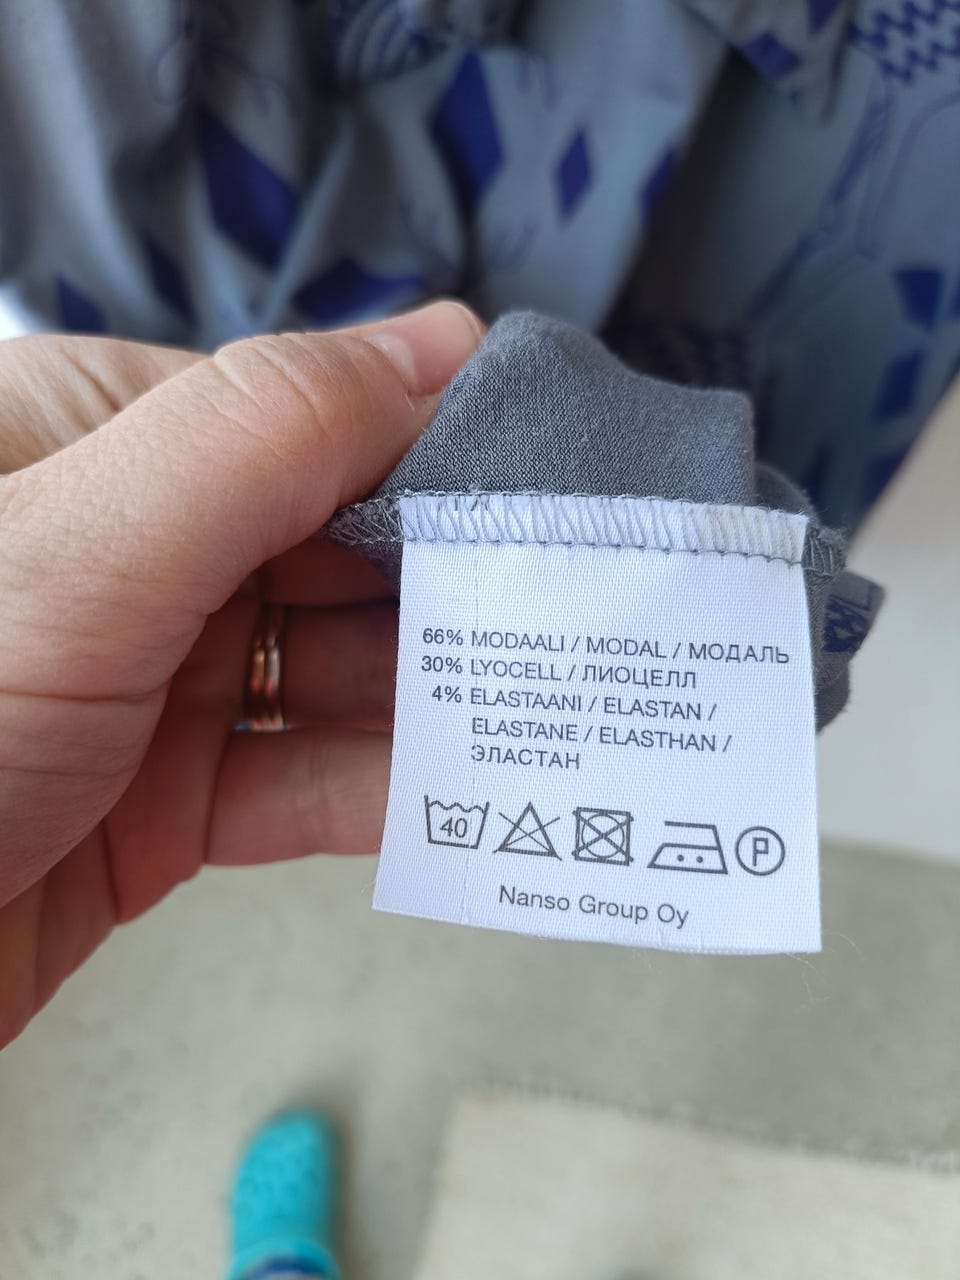 66% MODAALI / MODAL / МОДАЛЬ
30% LYOCELL / ЛИОЦЕЛЛ
4% ELASTAANI / ELASTAN /
ELASTANE / ELASTHAN /
ЭЛАСТАН
40 P
Nanso Group Oy